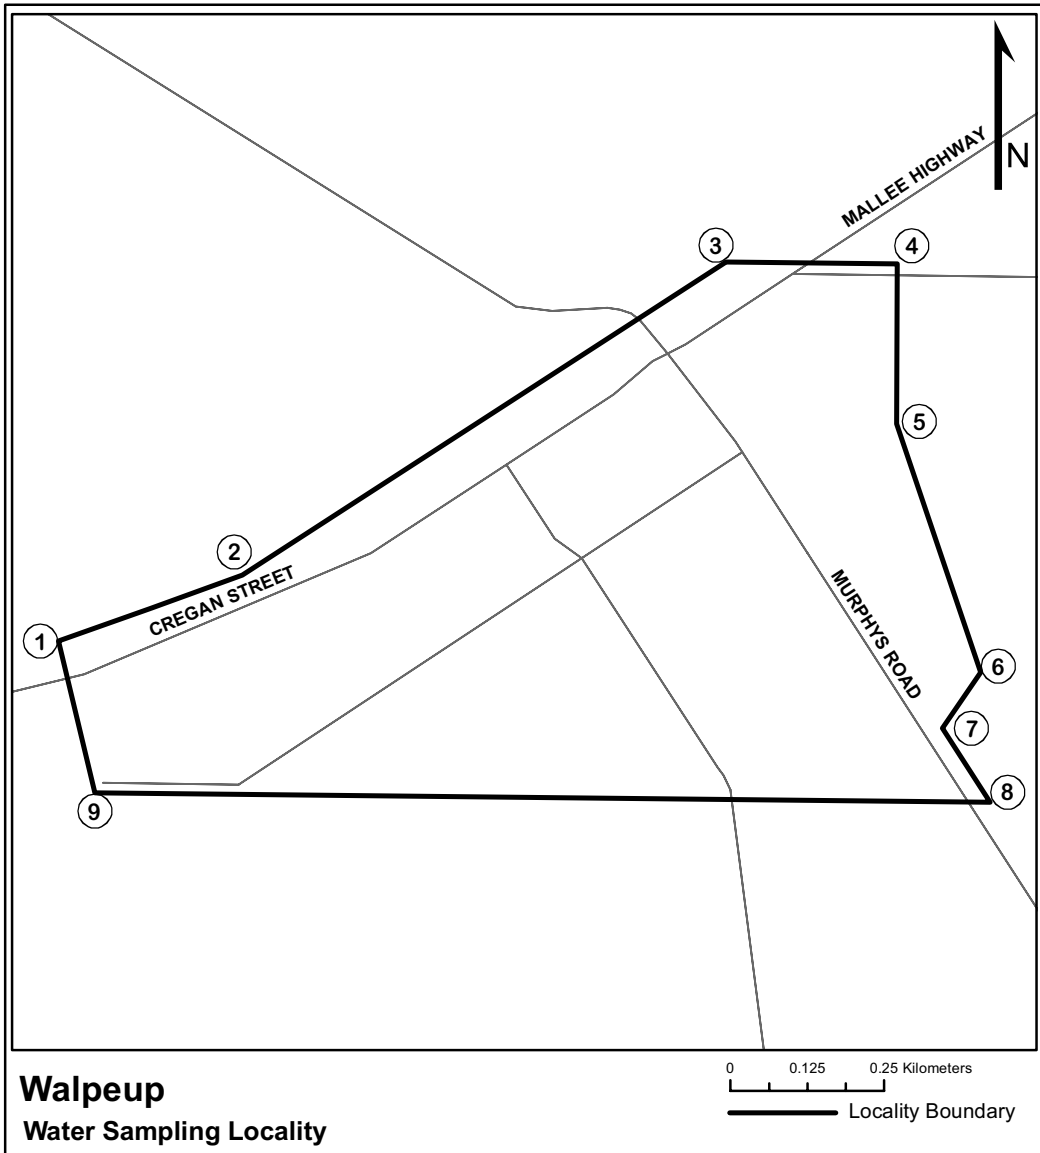 MALLEE HIGHWAY
N
3
4
5
2
CREGAN STREET
MURPHYS ROAD
1
6
7
8
9
Walpeup
Water Sampling Locality
0 0.125 0.25 Kilometers
Locality Boundary